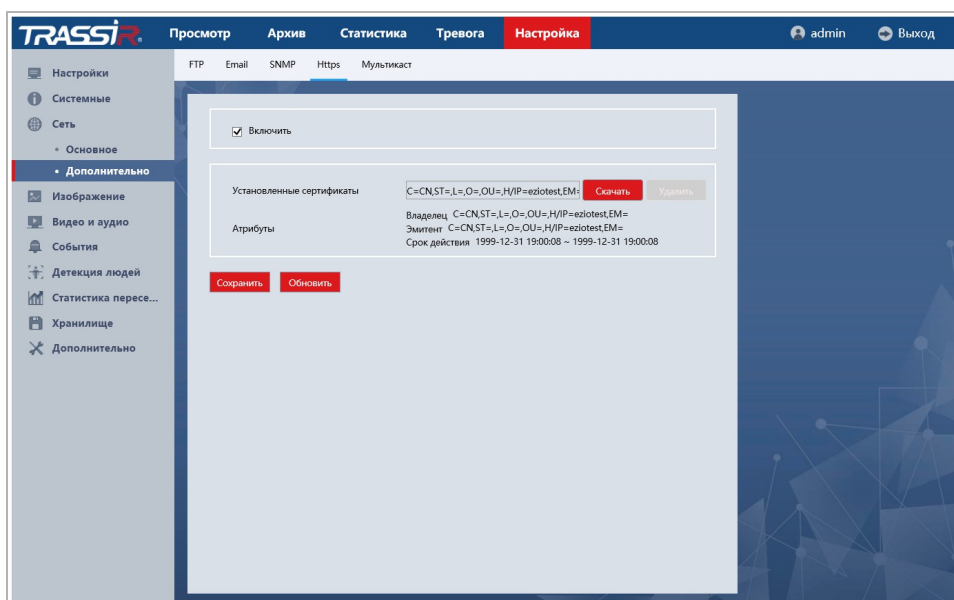 TRASSIR®
Просмотр Архив Статистика Тревога Настройка admin Выход
FTP Email SNMP Https Мультикаст
Настройки
Системные
Сеть
• Основное
• Дополнительно
Изображение
Видео и аудио
События
Детекция людей
Статистика пересе...
Хранилище
Дополнительно
Включить
Установленные сертификаты C=CN,ST=,L=,O=,OU=,H/IP=eziotest,EM= Скачать Удалить
Атрибуты
Владелец C=CN,ST=,L=,O=,OU=,H/IP=eziotest,EM=
Эмитент C=CN,ST=,L=,O=,OU=,H/IP=eziotest,EM=
Срок действия 1999-12-31 19:00:08 ~ 1999-12-31 19:00:08
Сохранить Обновить